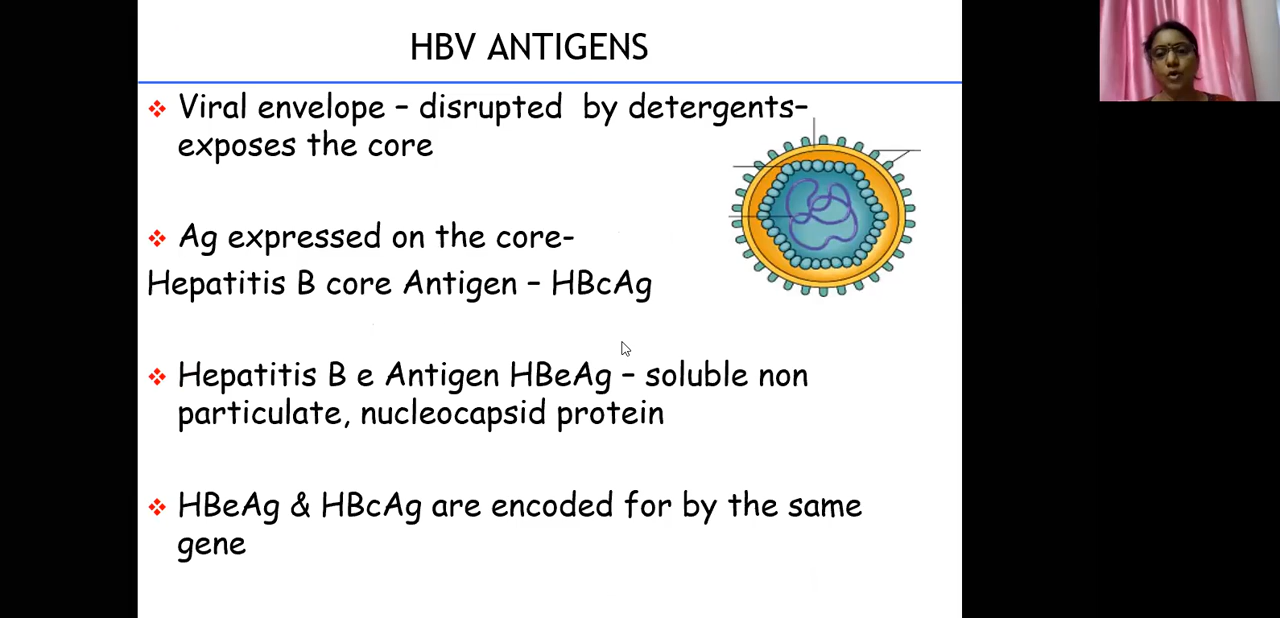 HBV ANTIGENS
❖ Viral envelope – disrupted by detergents–
exposes the core
❖ Ag expressed on the core-
Hepatitis B core Antigen – HBcAg
❖ Hepatitis B e Antigen HBeAg – soluble non
particulate, nucleocapsid protein
❖ HBeAg & HBcAg are encoded for by the same
gene